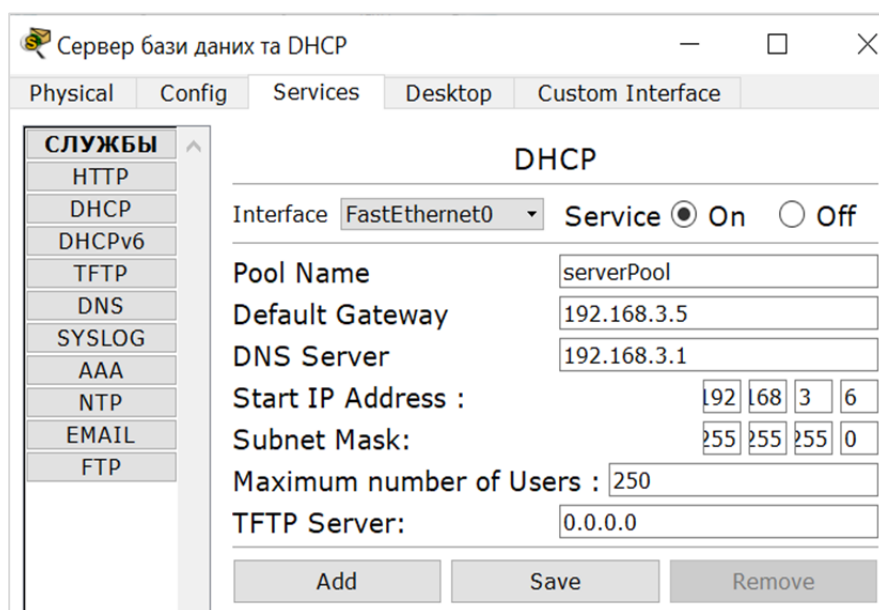 Сервер бази даних та DHCP
Physical Config Services Desktop Custom Interface
СЛУЖБЫ
HTTP
DHCP
DHCPv6
TFTP
DNS
SYSLOG
AAA
NTP
EMAIL
FTP
DHCP
Interface FastEthernet0 Service On Off
Pool Name serverPool
Default Gateway 192.168.3.5
DNS Server 192.168.3.1
Start IP Address : 192 168 3 6
Subnet Mask: 255 255 255 0
Maximum number of Users : 250
TFTP Server: 0.0.0.0
Add Save Remove